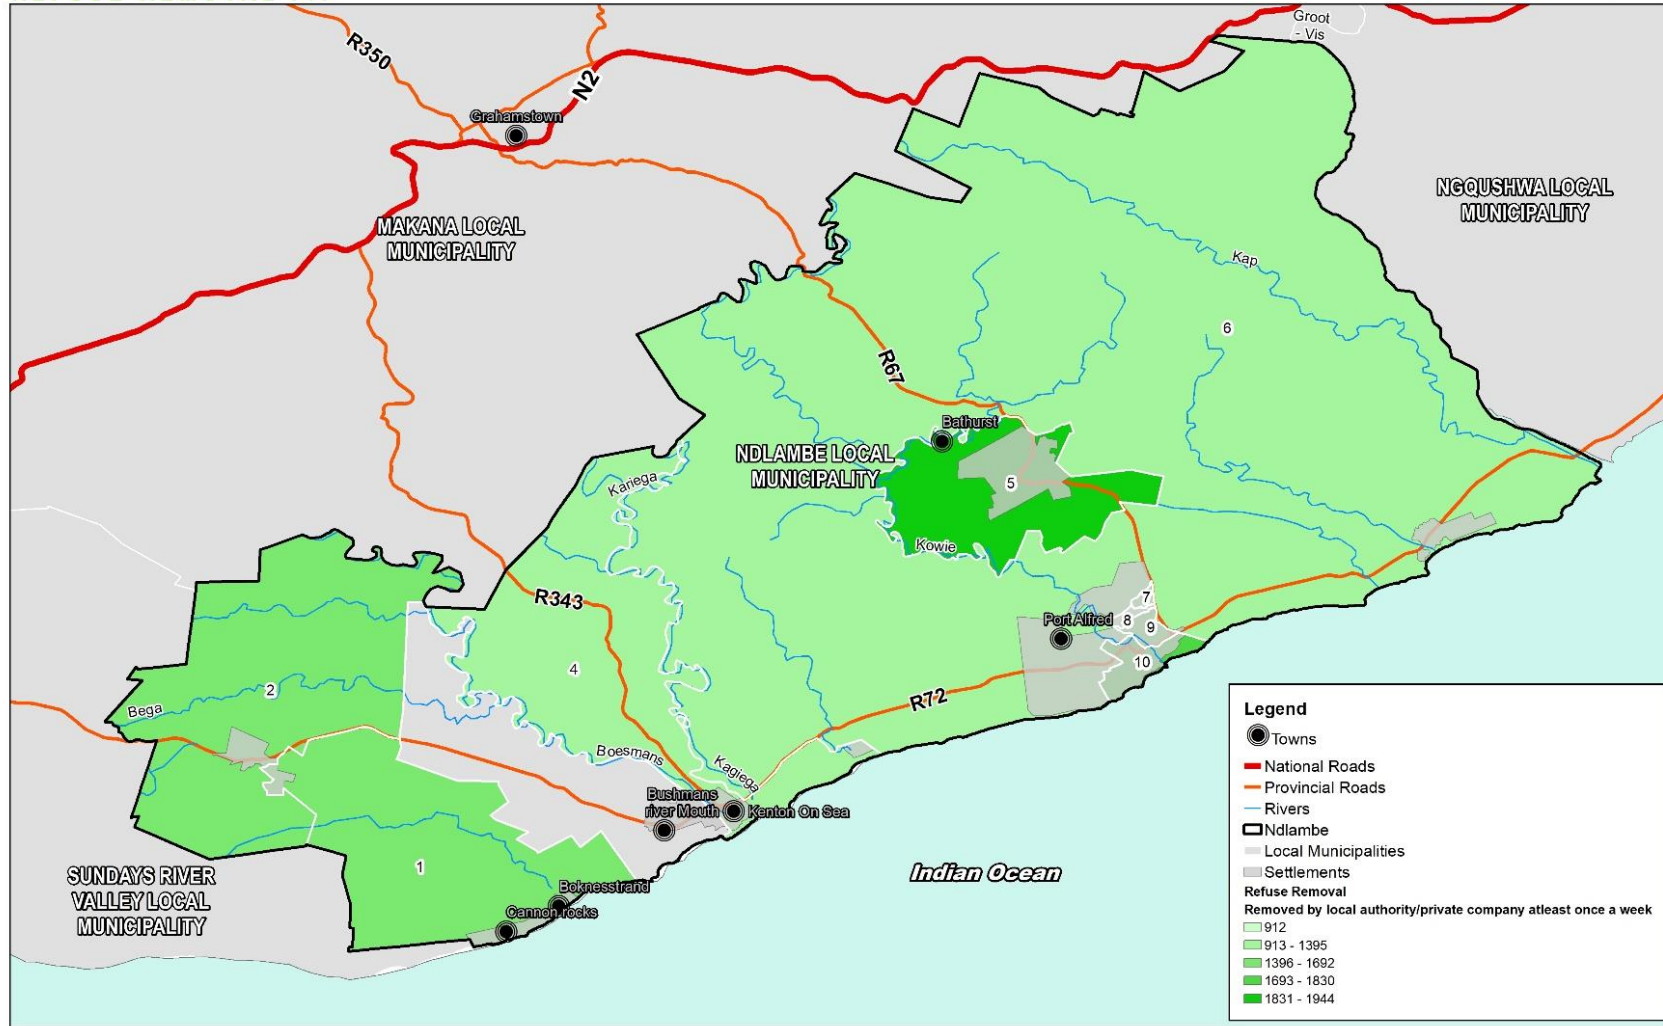 Groot
- Vis
R350
N2
Grahamstown
NGQUSHWA LOCAL
MUNICIPALITY
MAKANA LOCAL
MUNICIPALITY
Kap
6
R67
Bathurst
NDLAMBE LOCAL
MUNICIPALITY
Kariega
5
Kowie
R343
7
8
Port Alfred
9
10
4
2
Bega
R72
Boesmans
Kagiega
Bushmans
river Mouth
Kenton On Sea
1
SUNDAYS RIVER
VALLEY LOCAL
MUNICIPALITY
Boknesstrand
Cannon rocks
Indian Ocean
Legend
Towns
National Roads
Provincial Roads
Rivers
Ndlambe
Local Municipalities
Settlements
Refuse Removal
Removed by local authority/private company atleast once a week
912
913 - 1395
1396 - 1692
1693 - 1830
1831 - 1944